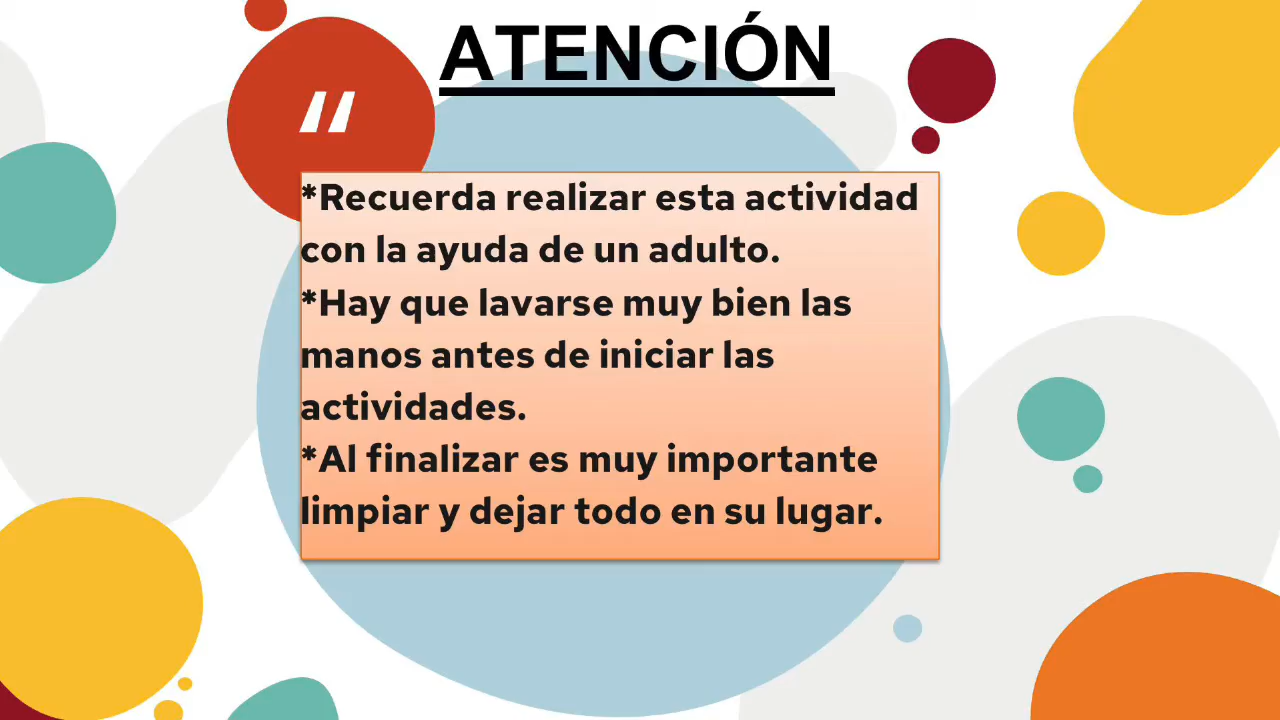 ATENCIÓN
*Recuerda realizar esta actividad
con la ayuda de un adulto.
*Hay que lavarse muy bien las
manos antes de iniciar las
actividades.
*Al finalizar es muy importante
limpiar y dejar todo en su lugar.